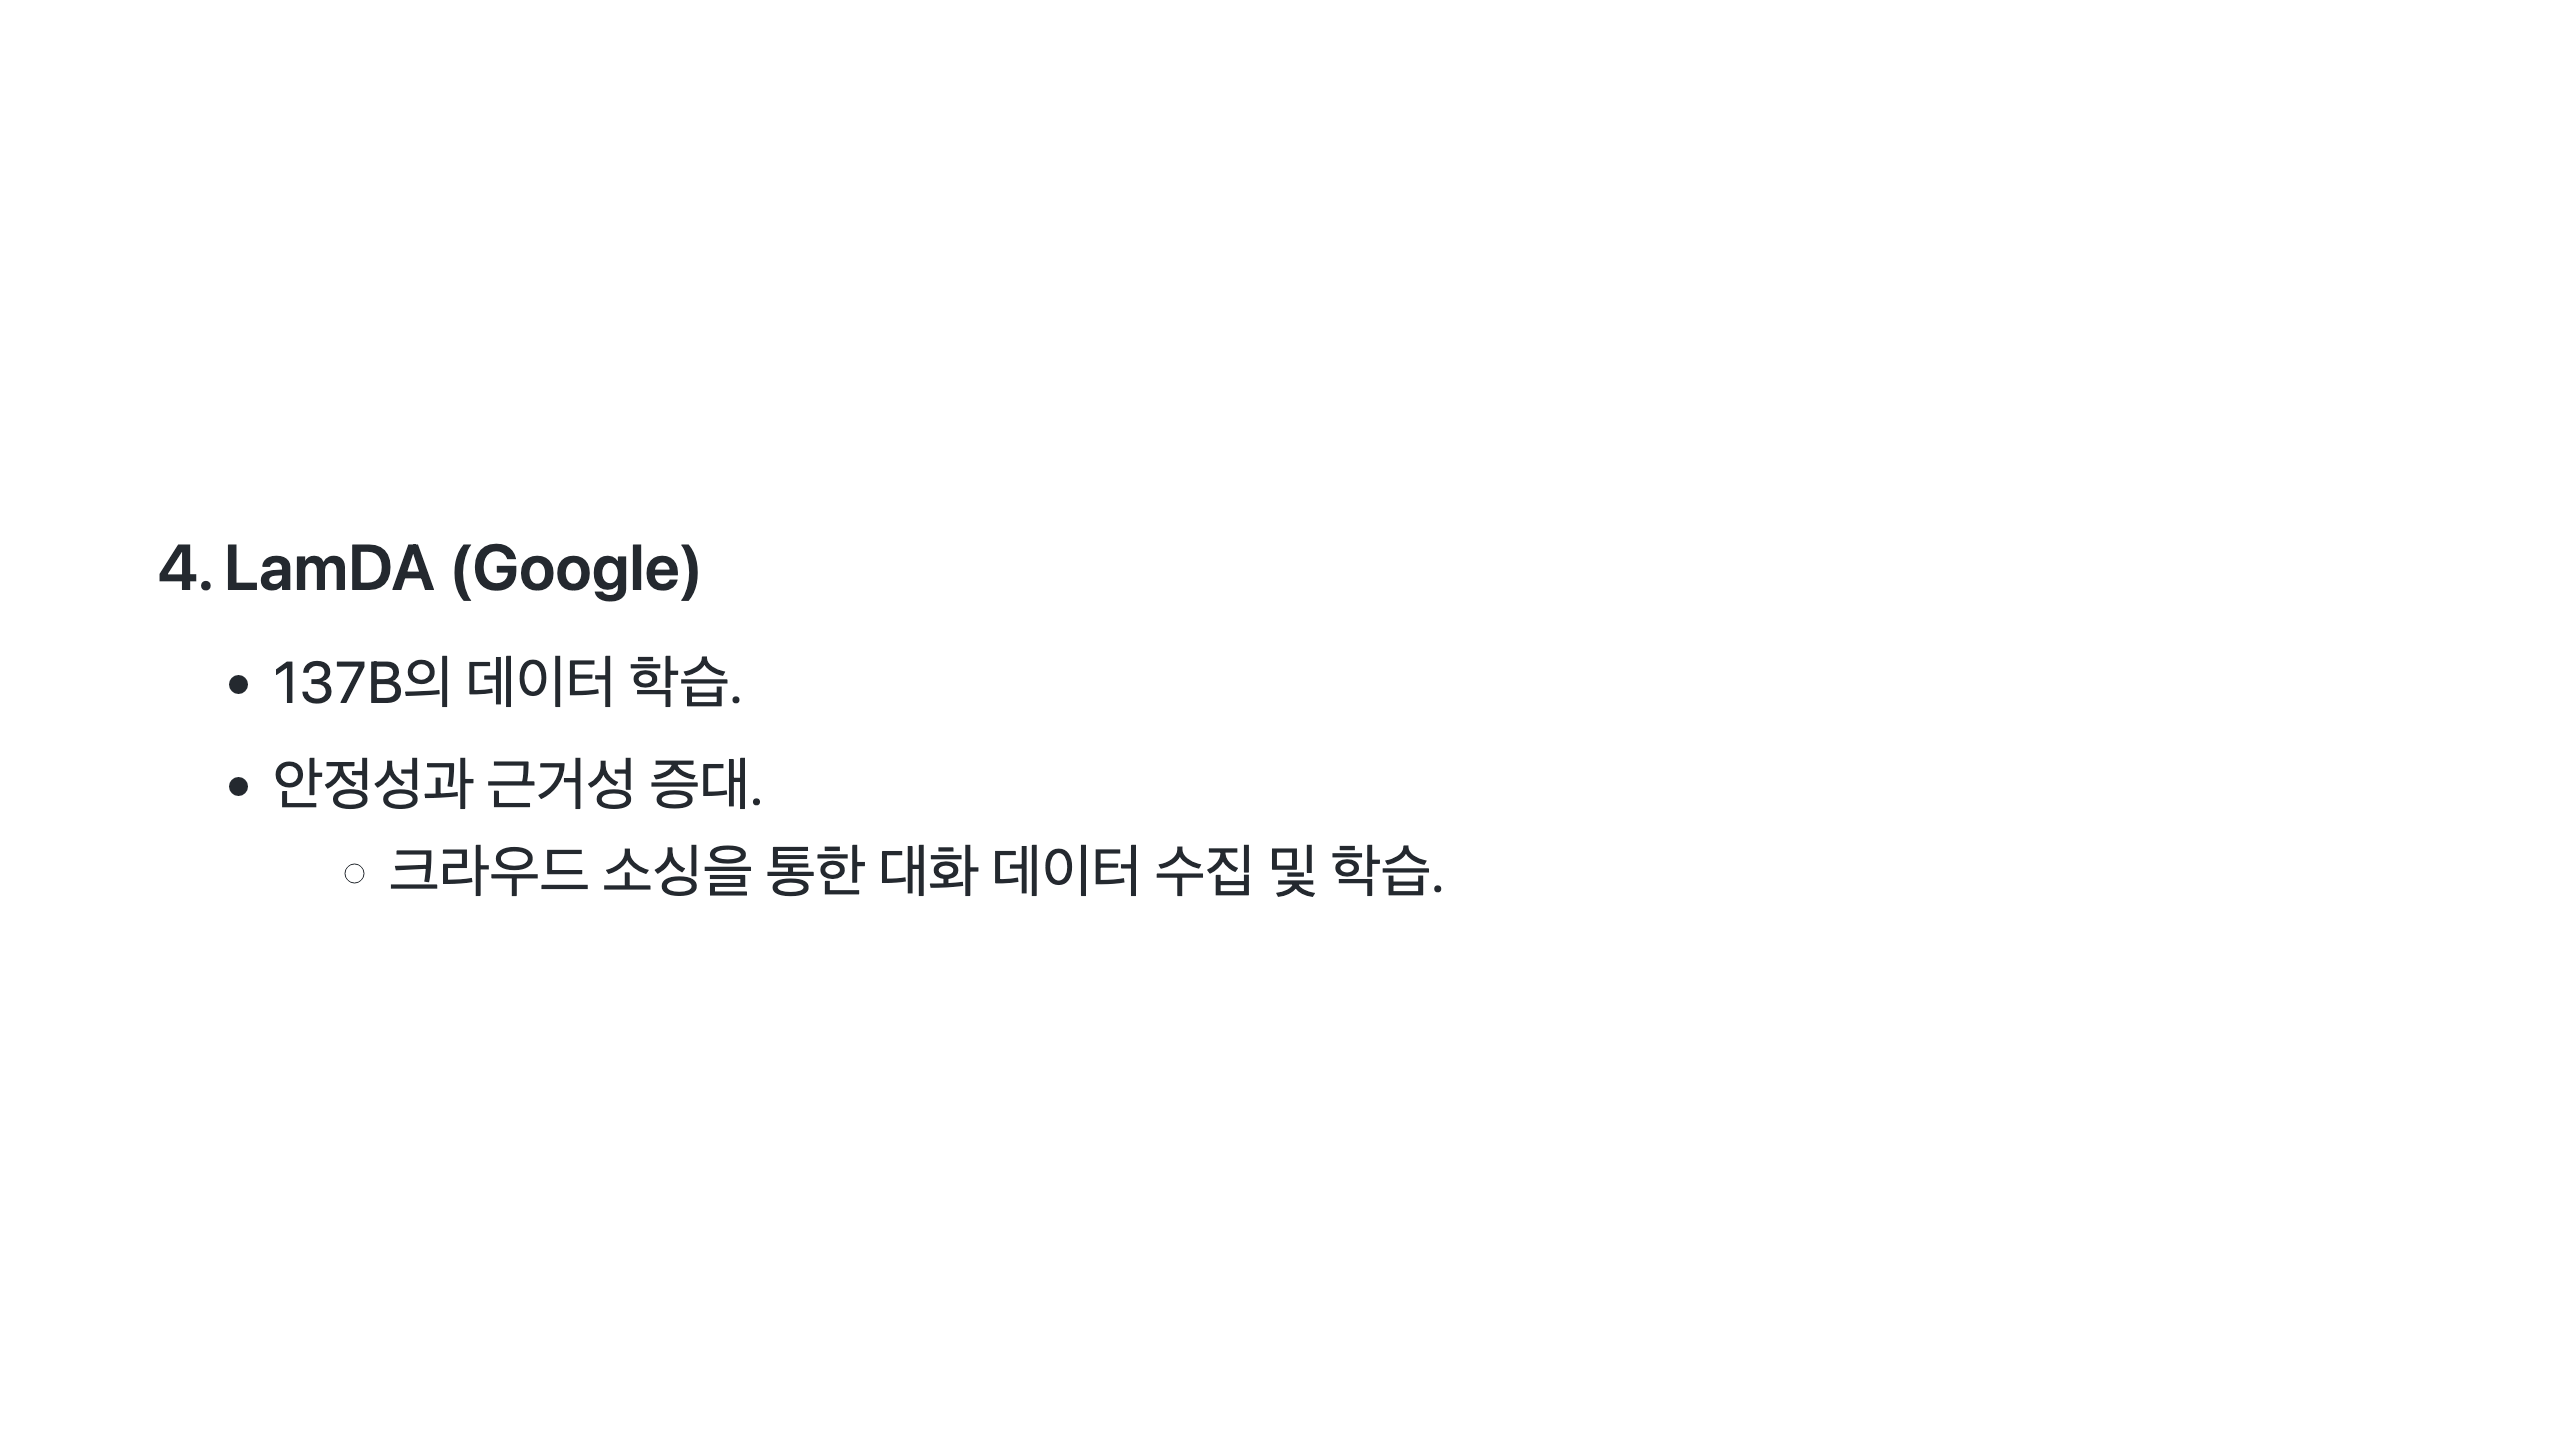 4. LamDA (Google)
• 137B의 데이터 학습.
• 안정성과 근거성 증대.
◦ 크라우드 소싱을 통한 대화 데이터 수집 및 학습.